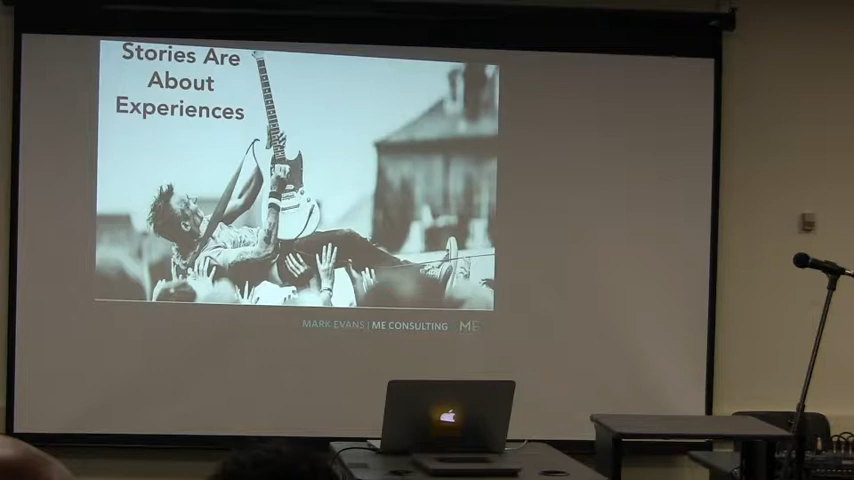 Stories Are
About
Experiences
MARK EVANS | ME CONSULTING ME